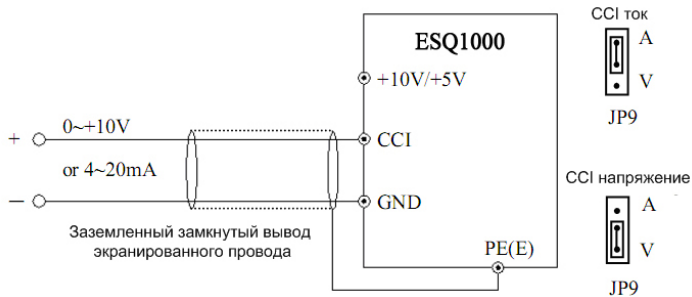 CCI ток
ESQ1000
A
+10V/+5V
V
JP9
+ 0~+10V
CCI
or 4~20mA
CCI напряжение
− GND
A
Заземленный замкнутый вывод
экранированного провода
PE(E)
V
JP9